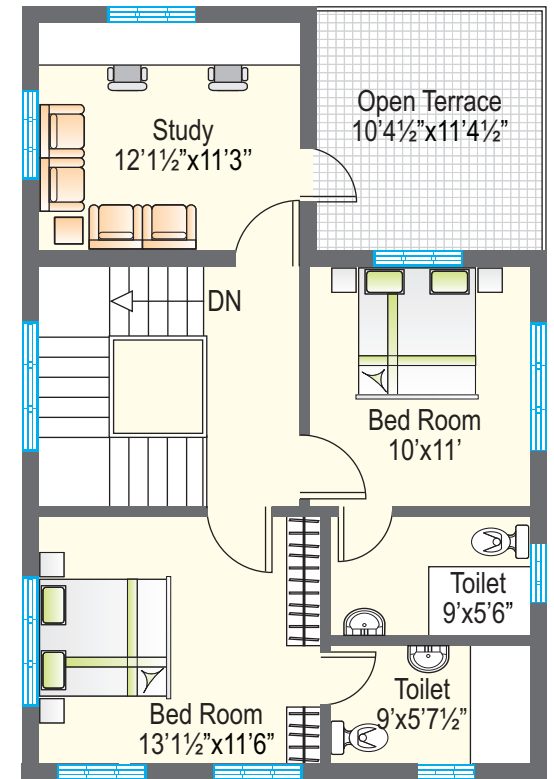 Open Terrace
10’4½”x11’4½”
Study
12’1½”x11’3”
DN
Bed Room
10’x11’
Toilet
9’x5’6”
Toilet
9’x5’7½”
Bed Room
13’1½”x11’6”